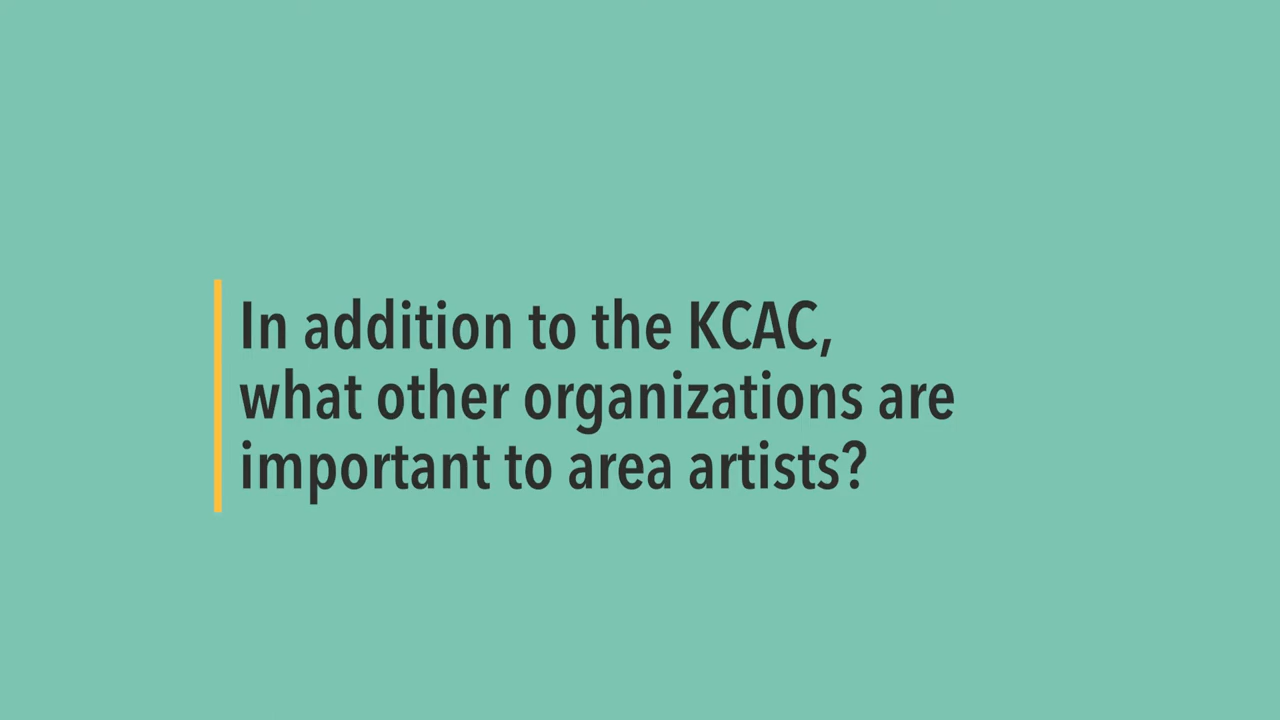 In addition to the KCAC,
what other organizations are
important to area artists?